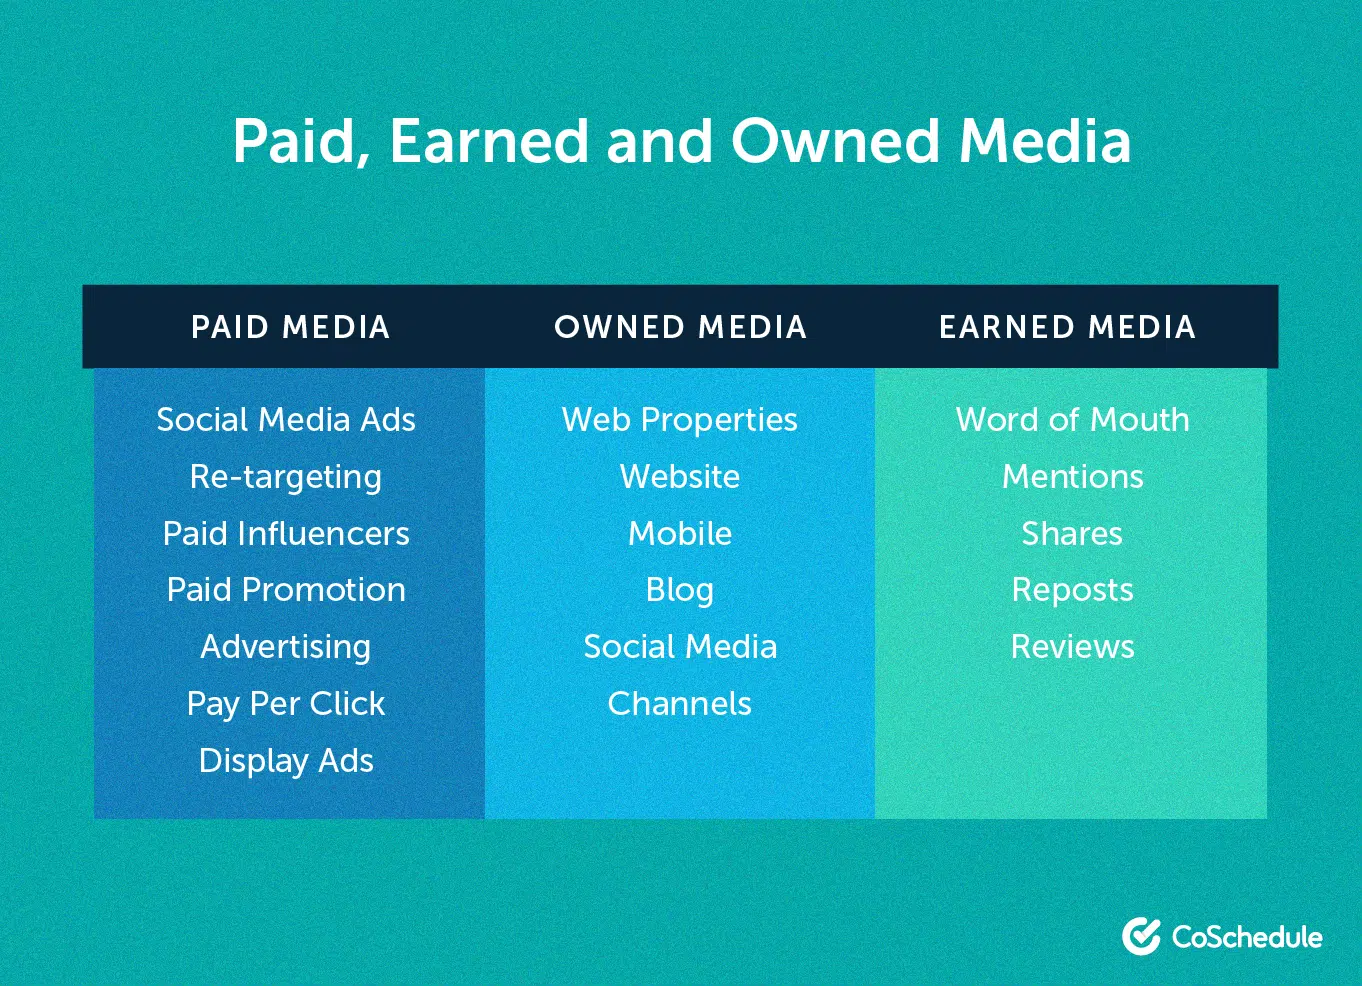 Paid, Earned and Owned Media
PAID MEDIA
Social Media Ads
Re-targeting
Paid Influencers
Paid Promotion
Advertising
Pay Per Click
Display Ads
OWNED MEDIA
Web Properties
Website
Mobile
Blog
Social Media
Channels
EARNED MEDIA
Word of Mouth
Mentions
Shares
Reposts
Reviews
CoSchedule